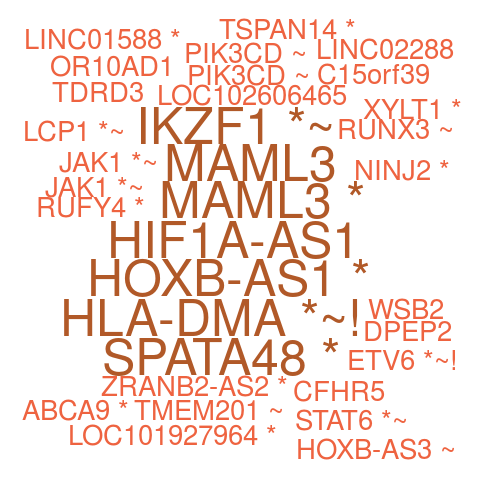 TSPAN14 *
LINC01588 *
PIK3CD ~ LINC02288
OR10AD1 PIK3CD ~ C15orf39
TDRD3 LOC102606465
XYLT1 *
LCP1 *~ IKZF1 *~ RUNX3 ~
JAK1 *~ MAML3 NINJ2 *
JAK1 *~
RUFY4 * MAML3 *
HIF1A-AS1
HOXB-AS1 *
HLA-DMA *~! WSB2
DPEP2
SPATA48 * ETV6 *~!
ZRANB2-AS2 * CFHR5
ABCA9 * TMEM201 ~ STAT6 *~
LOC101927964 *
HOXB-AS3 ~